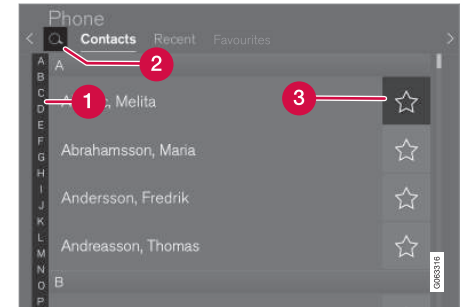 Phone
< Contacts Recent Favourites >
A
2
1 , Melita
3
Abrahamsson, Maria
Andersson, Fredrik
Andreasson, Thomas
B
A
B
C
D
E
F
G
H
I
J
K
L
M
N
O
P
G063316